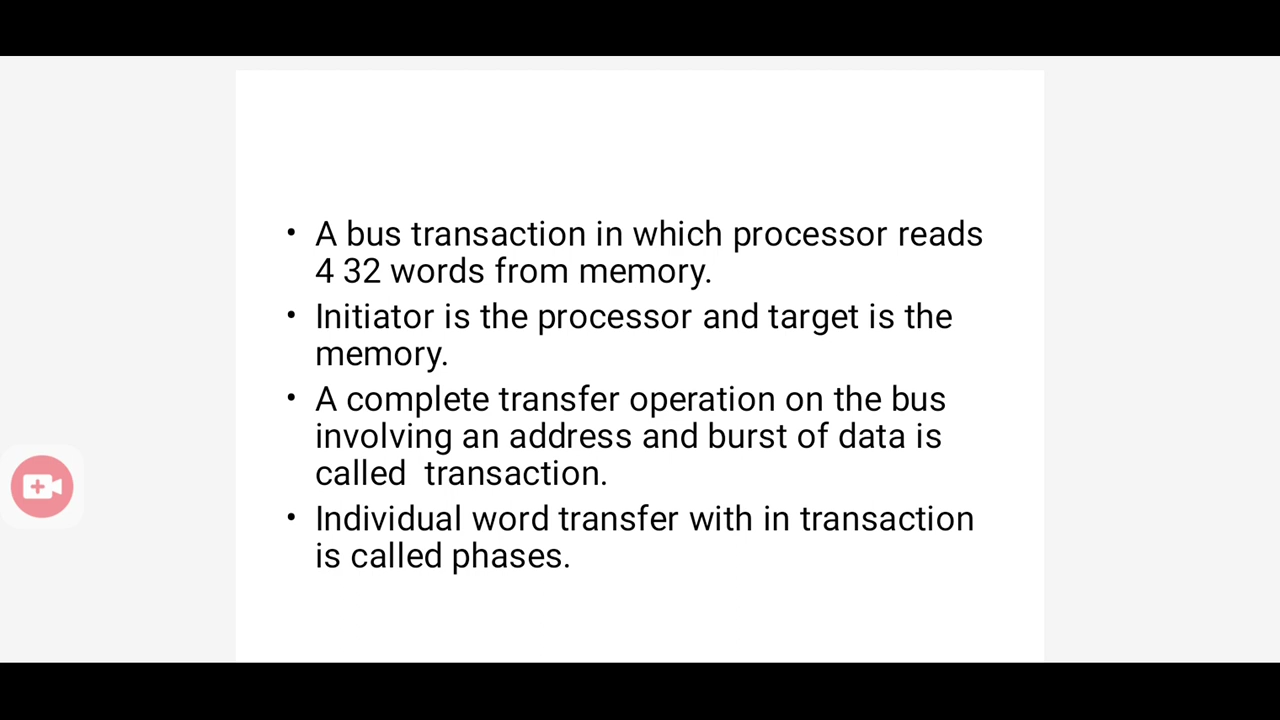 • A bus transaction in which processor reads
4 32 words from memory.
• Initiator is the processor and target is the
memory.
• A complete transfer operation on the bus
involving an address and burst of data is
called  transaction.
• Individual word transfer with in transaction
is called phases.